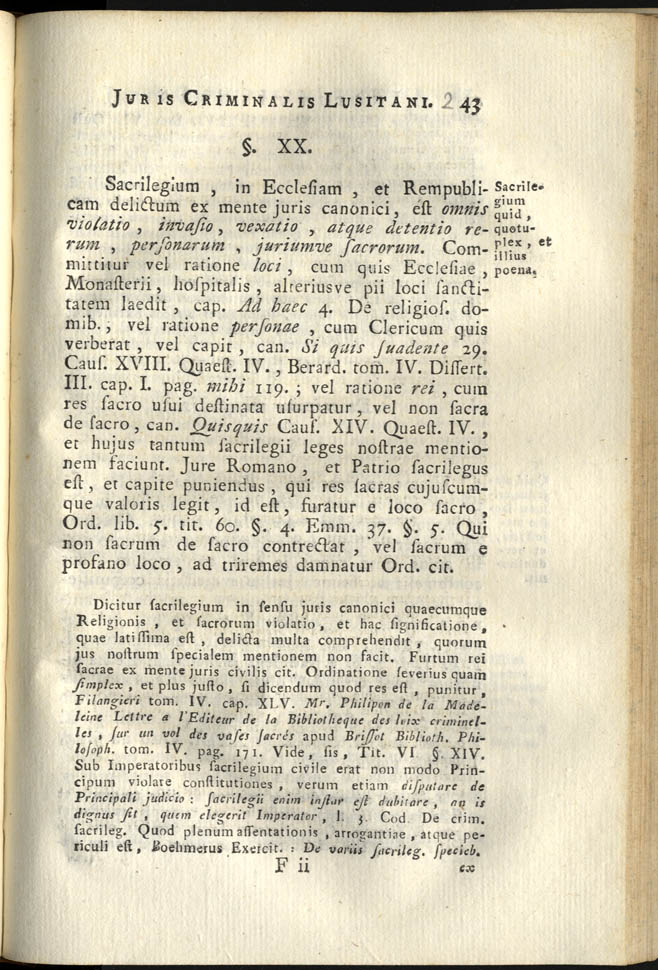 JURIS CRIMINALIS LUSITANI. 2 43
§. XX.
Sacrilegium , in Ecclesiam , et Rempubli-
cam delictum ex mente juris canonici, est omnis
violatio , invasio , vexatio , atque detentio re-
rum , personarum , juriumve sacrorum. Com-
mittitur vel ratione loci , cum quis Ecclesiae ,
Monasterii , hospitalis , alteriusve pii loci sancti-
tatem laedit , cap. Ad haec 4. De religios. do-
mib. ; vel ratione personae , cum Clericum quis
verberat , vel capit , can. Si quis suadente 29.
Caus. XVIII. Quaest. IV. , Berard. tom. IV. Dissert.
III. cap. I. pag. mihi 119. ; vel ratione rei , cum
res sacro usui destinata usurpatur , vel non sacra
de sacro , can. Quisquis Caus. XIV. Quaest. IV. ,
et hujus tantum sacrilegii leges nostrae mentio-
nem faciunt. Jure Romano , et Patrio sacrilegus
est , et capite puniendus , qui res sacras cujuscum-
que valoris legit , id est , furatur e loco sacro ,
Ord. lib. 5. tit. 60. §. 4. Emm. 37. §. 5. Qui
non sacrum de sacro contrectat , vel sacrum e
profano loco , ad triremes damnatur Ord. cit.
Sacrile-
gium
quid ,
quotu-
plex , et
illius
poena.
Dicitur sacrilegium in sensu juris canonici quaecumque
Religionis , et sacrorum violatio , et hac significatione ,
quae latissima est , delicta multa comprehendit , quorum
jus nostrum specialem mentionem non facit. Furtum rei
sacrae ex mente juris civilis cit. Ordinatione severius quam
simplex , et plus justo , si dicendum quod res est , punitur ,
Filangieri tom. IV. cap. XLV. Mr. Philipon de la Made-
leine Lettre a l'Editeur de la Bibliotheque des loix criminel-
les , sur un vol des vases sacrés apud Brissot Biblioth. Phi-
losoph. tom. IV. pag. 171. Vide , sis , Tit. VI §. XIV.
Sub Imperatoribus sacrilegium civile erat non modo Prin-
cipum violare constitutiones , verum etiam disputare de
Principali judicio : sacrilegii enim instar est dubitare , an is
dignus sit , quem elegerit Imperator , l. 3. Cod. De crim.
sacrileg. Quod plenum assentationis , arrogantiae , atque pe-
riculi est , Boehmerus Exercit. : De variis sacrileg. specieb.
F ii ex